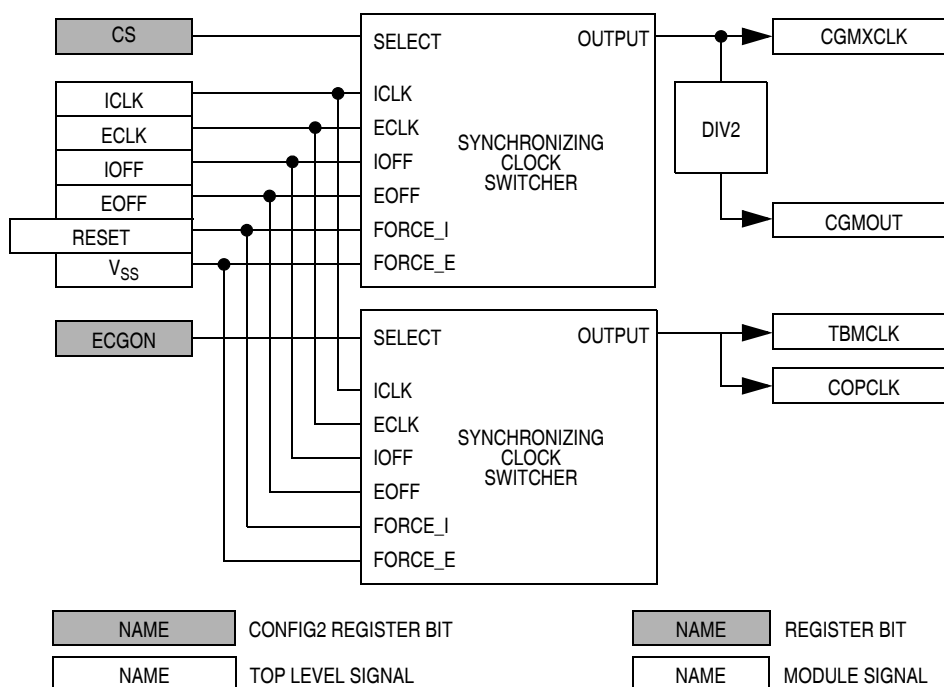 CS
SELECT
OUTPUT
CGMXCLK
ICLK
ECLK
IOFF
EOFF
RESET
VSS
ICLK
ECLK
IOFF
EOFF
FORCE_I
FORCE_E
SYNCHRONIZING
CLOCK
SWITCHER
DIV2
CGMOUT
ECGON
SELECT
OUTPUT
TBMCLK
COPCLK
ICLK
ECLK
IOFF
EOFF
FORCE_I
FORCE_E
SYNCHRONIZING
CLOCK
SWITCHER
NAME CONFIG2 REGISTER BIT
NAME TOP LEVEL SIGNAL
NAME REGISTER BIT
NAME MODULE SIGNAL